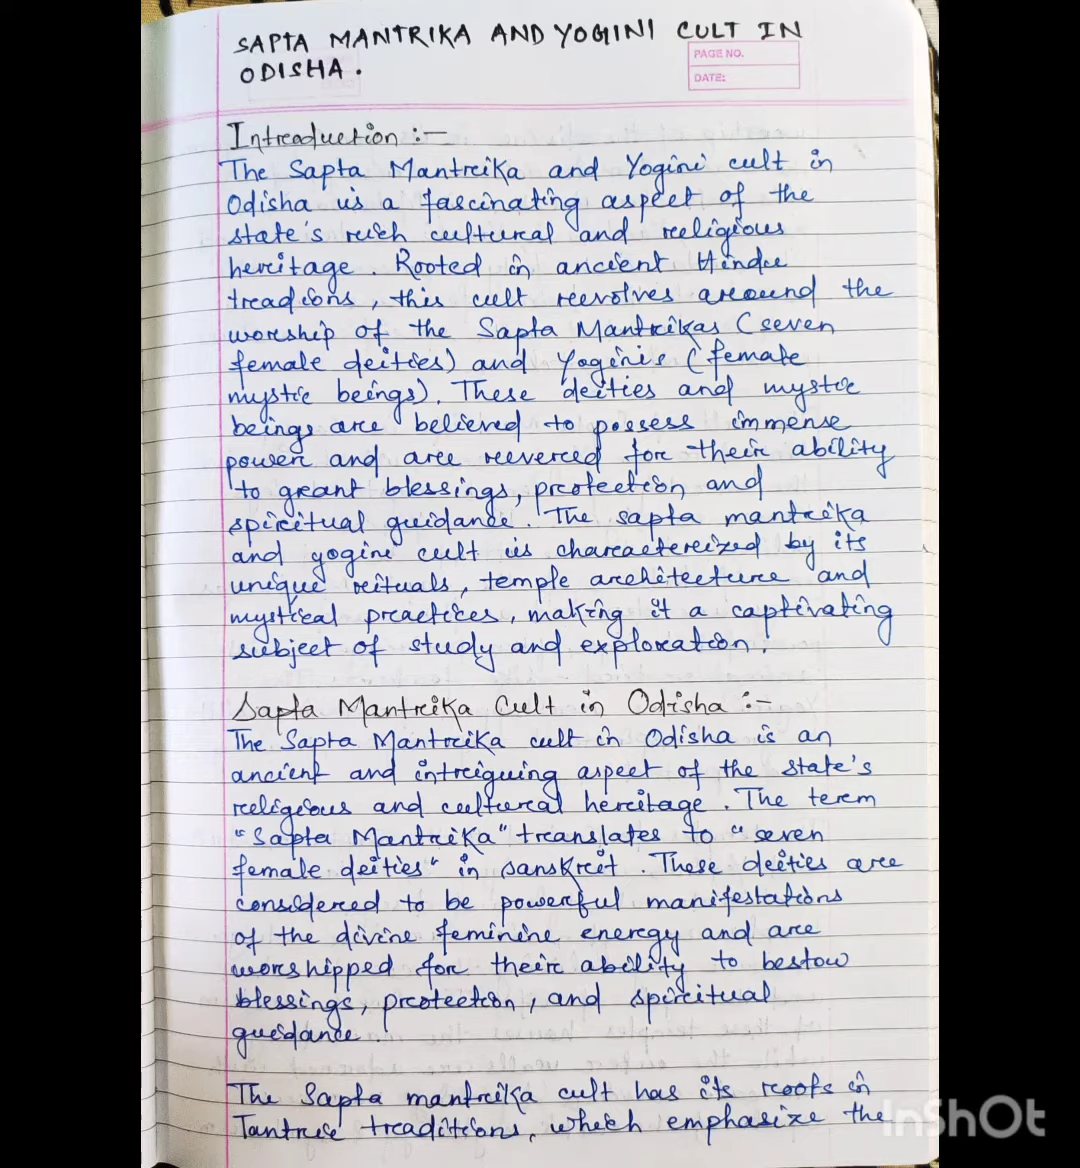 SAPTA MANTRIKA AND YOGINI CULT IN
ODISHA.
PAGE NO.
DATE:
Introduction :-
The Sapta Mantrika and Yogini cult in
Odisha is a fascinating aspect of the
state's rich cultural and religious
heritage. Rooted in ancient Hindu
tradions, this cult revolves around the
worship of the Sapta Mantrikas (seven
female deities) and Yoginis (female
mystic beings). These deities and mystic
beings are believed to possess immense
power and are revered for their ability
to grant blessings, protection and
spiritual guidance. The sapta mantrika
and yogini cult is characterized by its
unique rituals, temple architecture and
mystical practices, making it a captivating
subject of study and exploration.
Sapta Mantrika Cult in Odisha :-
The Sapta Mantrika cult in Odisha is an
ancient and intriguing aspect of the state's
religious and cultural heritage. The term
"Sapta Mantrika" translates to "seven
female deities" in sanskrit. These deities are
considered to be powerful manifestations
of the divine feminine energy and are
worshipped for their ability to bestow
blessings, protection, and spiritual
guidance.
The Sapta mantrika cult has its roots in
Tantric traditions, which emphasize the
InShOt